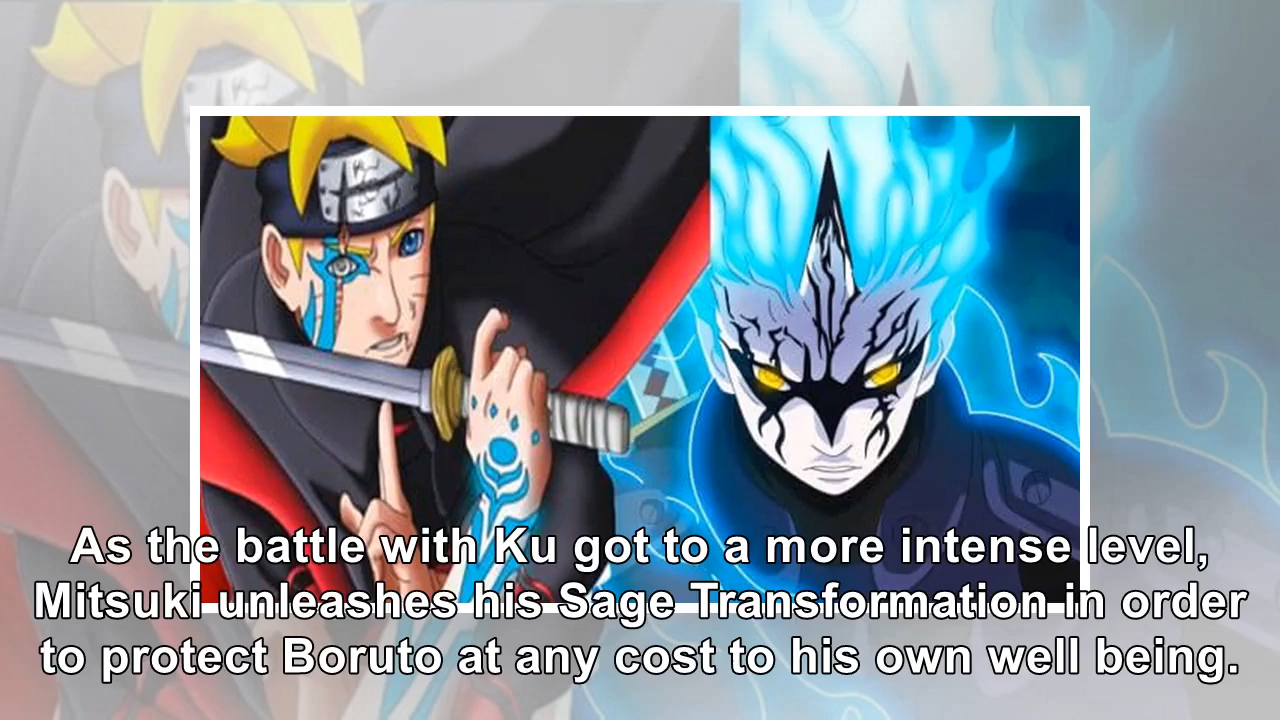 As the battle with Ku got to a more intense level,
Mitsuki unleashes his Sage Transformation in order
to protect Boruto at any cost to his own well being.